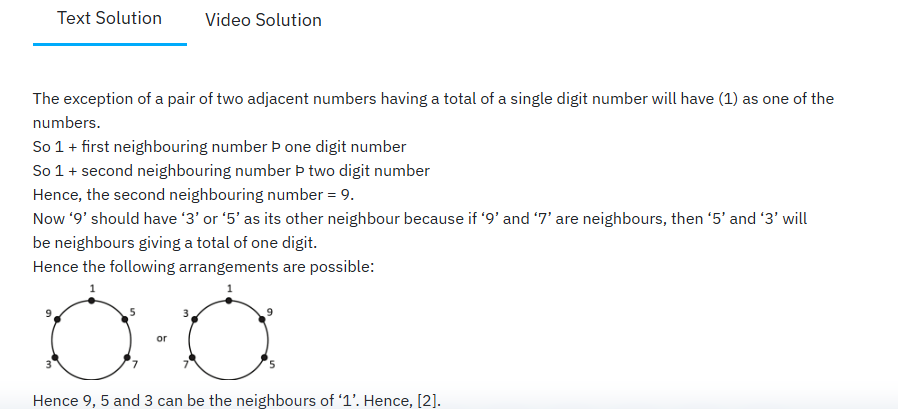 Text Solution Video Solution
The exception of a pair of two adjacent numbers having a total of a single digit number will have (1) as one of the
numbers.
So 1 + first neighbouring number Þ one digit number
So 1 + second neighbouring number Þ two digit number
Hence, the second neighbouring number = 9.
Now ‘9’ should have ‘3’ or ‘5’ as its other neighbour because if ‘9’ and ‘7’ are neighbours, then ‘5’ and ‘3’ will
be neighbours giving a total of one digit.
Hence the following arrangements are possible:
1 1
9 5 3 9
or
3 7 7 5
Hence 9, 5 and 3 can be the neighbours of ‘1’. Hence, [2].